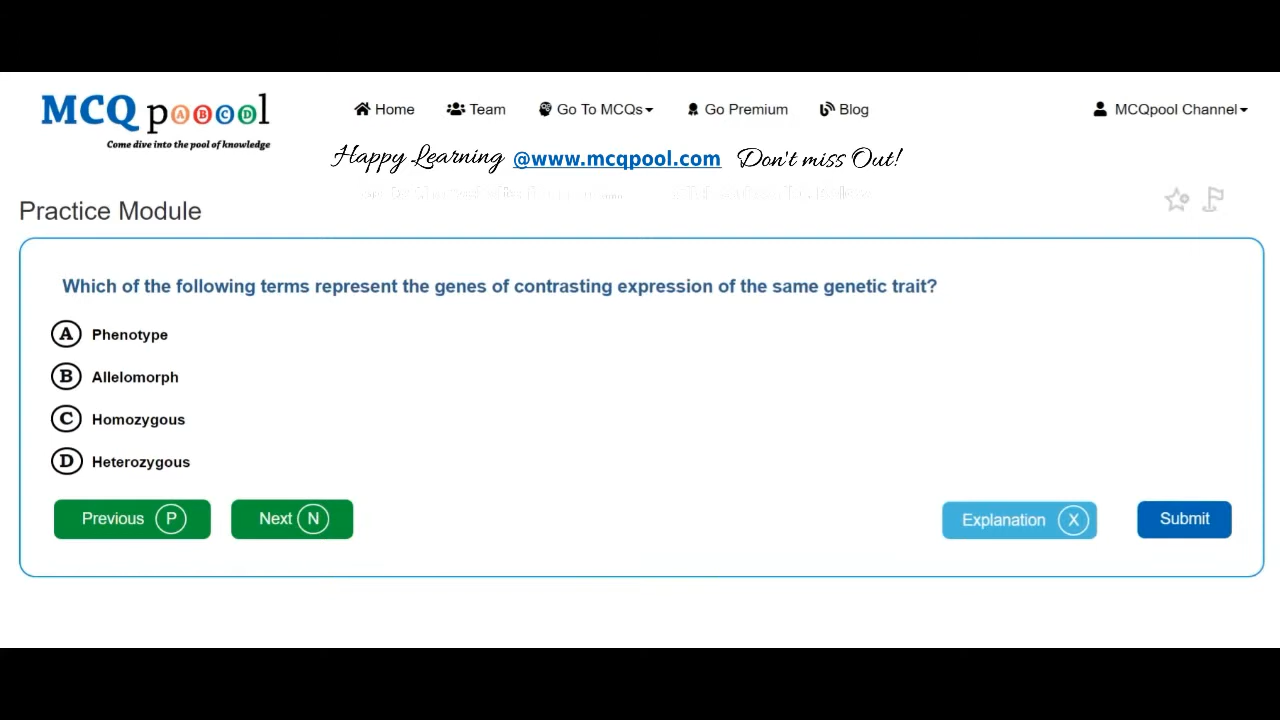 MCQ pooool
Come dive into the pool of knowledge
Home Team Go To MCQs Go Premium Blog MCQpool Channel
Happy Learning @www.mcqpool.com Don't miss Out!
Practice Module
Which of the following terms represent the genes of contrasting expression of the same genetic trait?
A Phenotype
B Allelomorph
C Homozygous
D Heterozygous
Previous P Next N Explanation X Submit